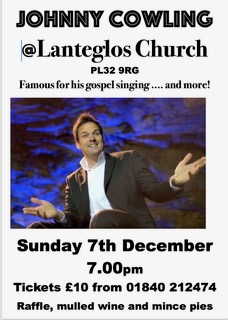 JOHNNY COWLING
@Lanteglos Church
PL32 9RG
Famous for his gospel singing .... and more!
Sunday 7th December
7.00pm
Tickets £10 from 01840 212474
Raffle, mulled wine and mince pies